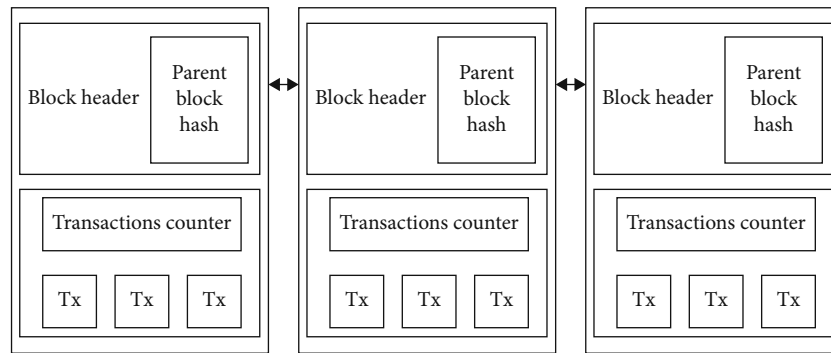 Block header
Parent
block
hash
Transactions counter
Tx
Tx
Tx
Block header
Parent
block
hash
Transactions counter
Tx
Tx
Tx
Block header
Parent
block
hash
Transactions counter
Tx
Tx
Tx